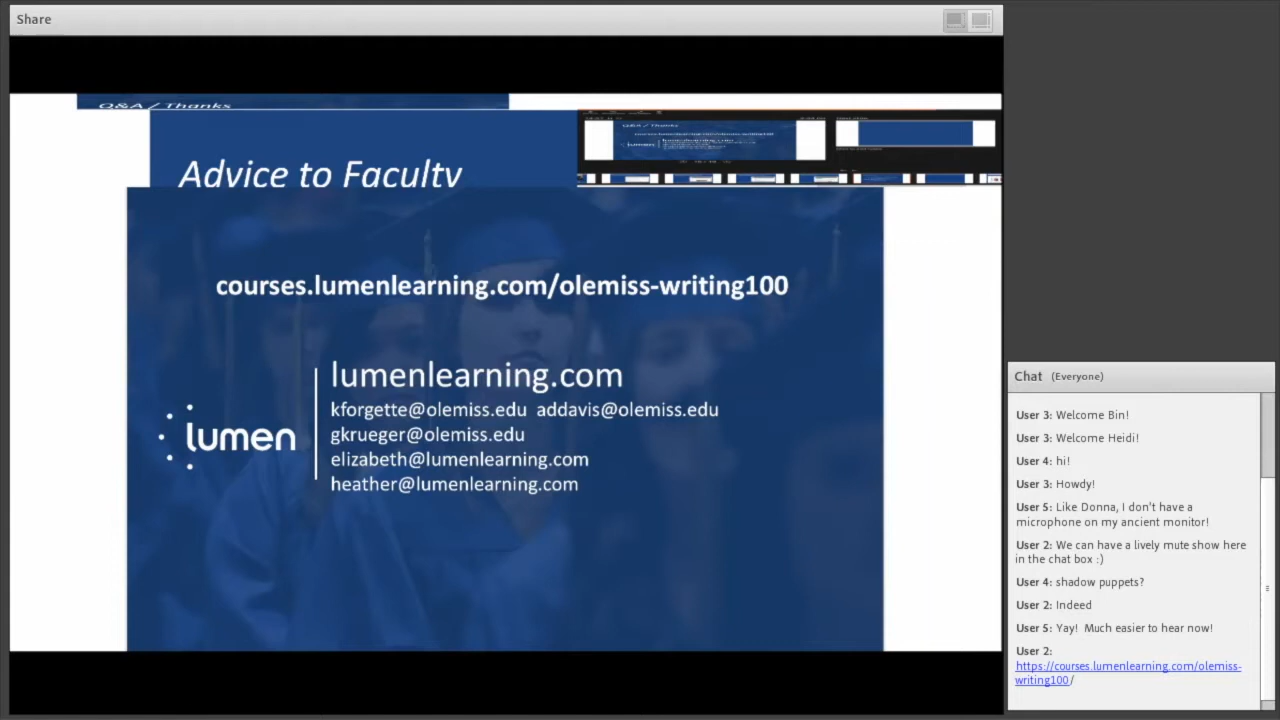 Share
Q&A / Thanks
Advice to Faculty
Q&A / Thanks
courses.lumenlearning.com/olemiss-writing100
lumenlearning.com
kforgette@olemiss.edu addavis@olemiss.edu
gkrueger@olemiss.edu
elizabeth@lumenlearning.com
heather@lumenlearning.com
lumen
Chat (Everyone)
User 3: Welcome Bin!
User 3: Welcome Heidi!
User 4: hi!
User 3: Howdy!
User 5: Like Donna, I don't have a
microphone on my ancient monitor!
User 2: We can have a lively mute show here
in the chat box :)
User 4: shadow puppets?
User 2: Indeed
User 5: Yay! Much easier to hear now!
User 2:
https://courses.lumenlearning.com/olemiss-
writing100/